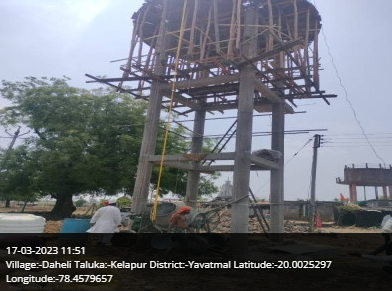 17-03-2023 11:51
Village:-Daheli Taluka:-Kelapur District:-Yavatmal Latitude:-20.0025297
Longitude:-78.4579657